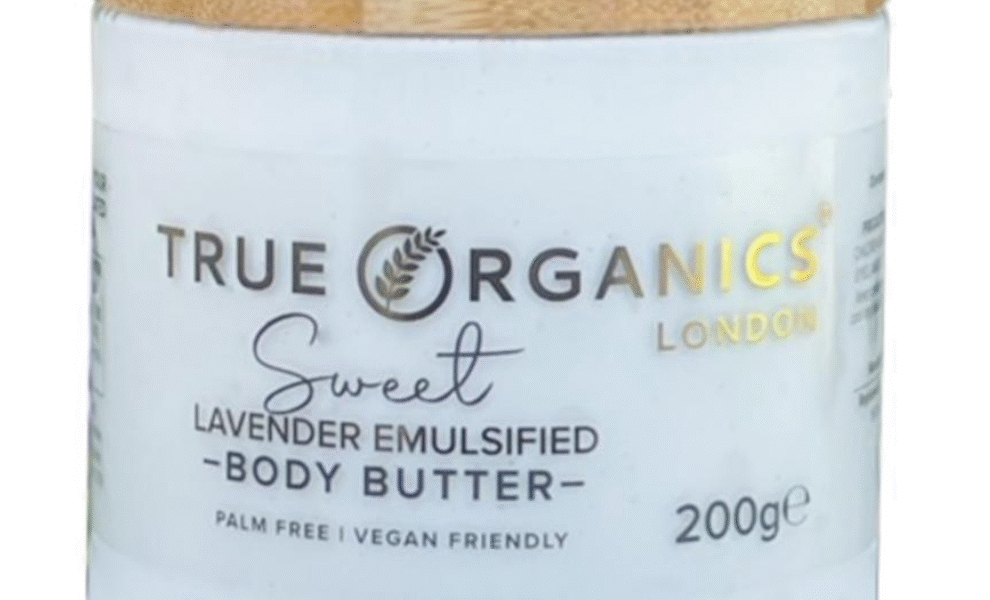 TRUE ORGANICS
LONDON
Sweet
LAVENDER EMULSIFIED
-BODY BUTTER-
PALM FREE | VEGAN FRIENDLY
200g℮